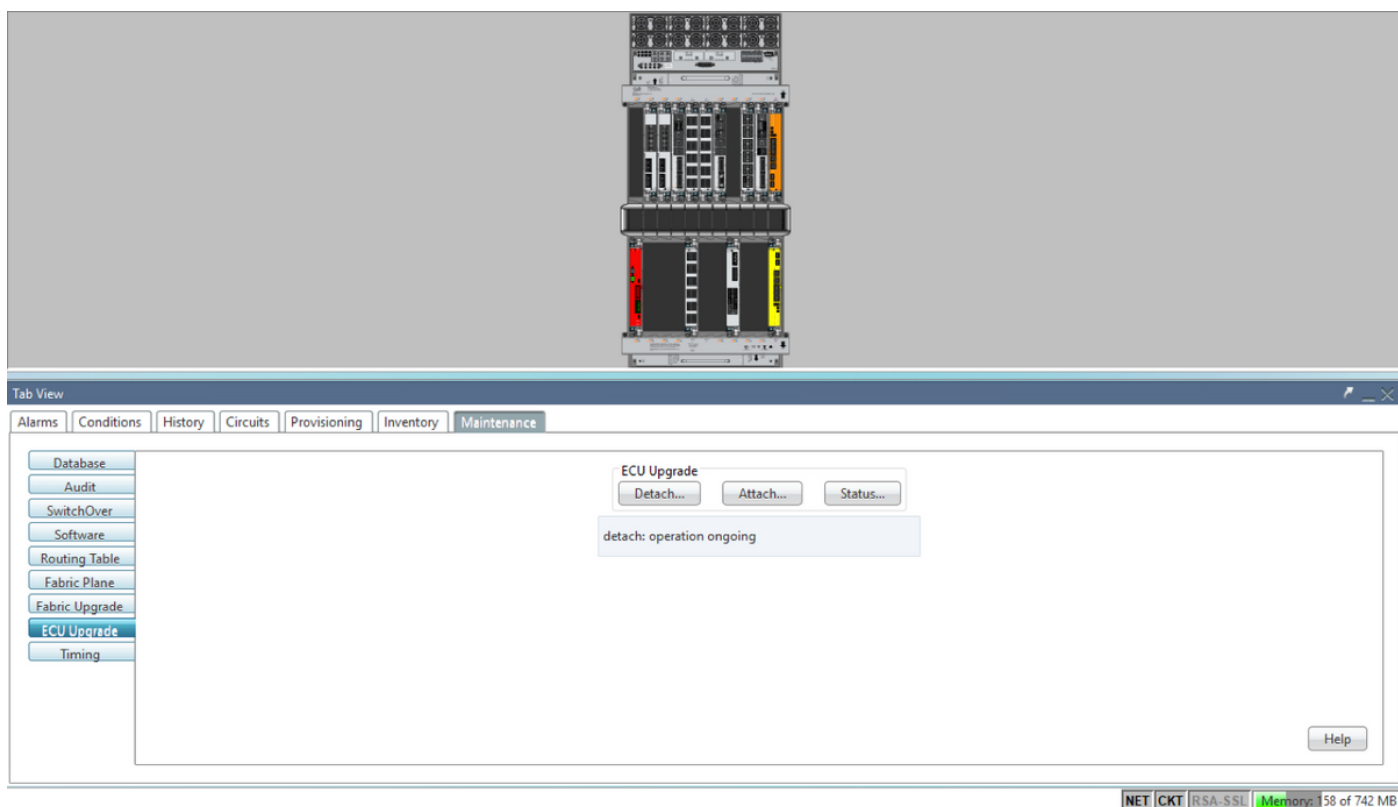 Tab View
Alarms Conditions History Circuits Provisioning Inventory Maintenance
Database
Audit
SwitchOver
Software
Routing Table
Fabric Plane
Fabric Upgrade
ECU Upgrade
Timing
ECU Upgrade
Detach... Attach... Status...
detach: operation ongoing
Help
NET CKT RSA-SSL Memory: 158 of 742 MB